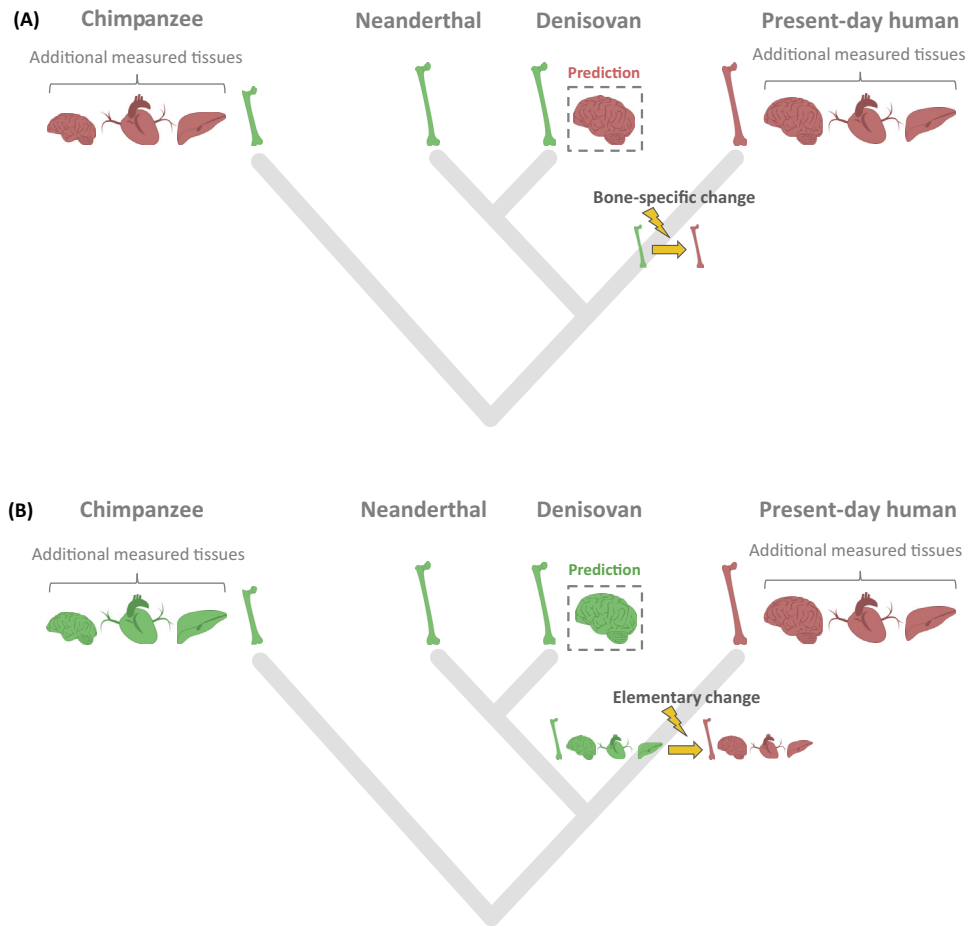 (A)
Chimpanzee
Neanderthal
Denisovan
Present-day human
Additional measured tissues
Additional measured tissues
Prediction
Bone-specific change
(B)
Chimpanzee
Neanderthal
Denisovan
Present-day human
Additional measured tissues
Additional measured tissues
Prediction
Elementary change